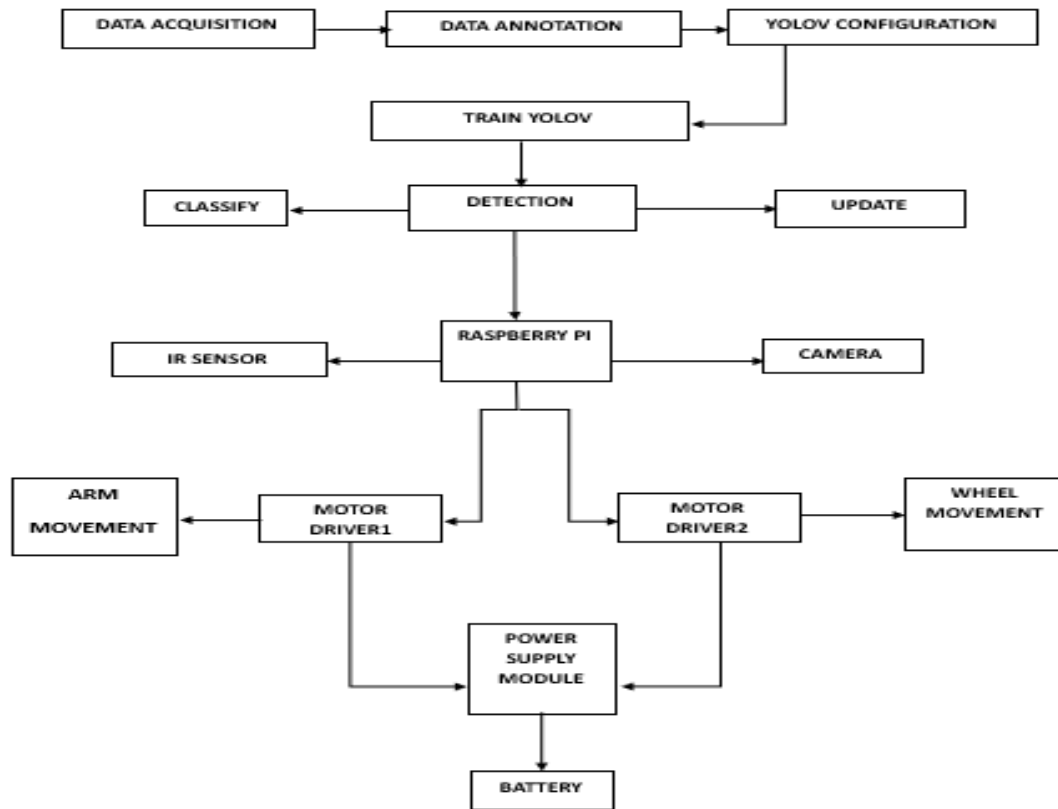 DATA ACQUISITION
DATA ANNOTATION
YOLOV CONFIGURATION
TRAIN YOLOV
CLASSIFY
DETECTION
UPDATE
RASPBERRY PI
IR SENSOR
CAMERA
ARM
MOVEMENT
MOTOR
DRIVER1
MOTOR
DRIVER2
WHEEL
MOVEMENT
POWER
SUPPLY
MODULE
BATTERY